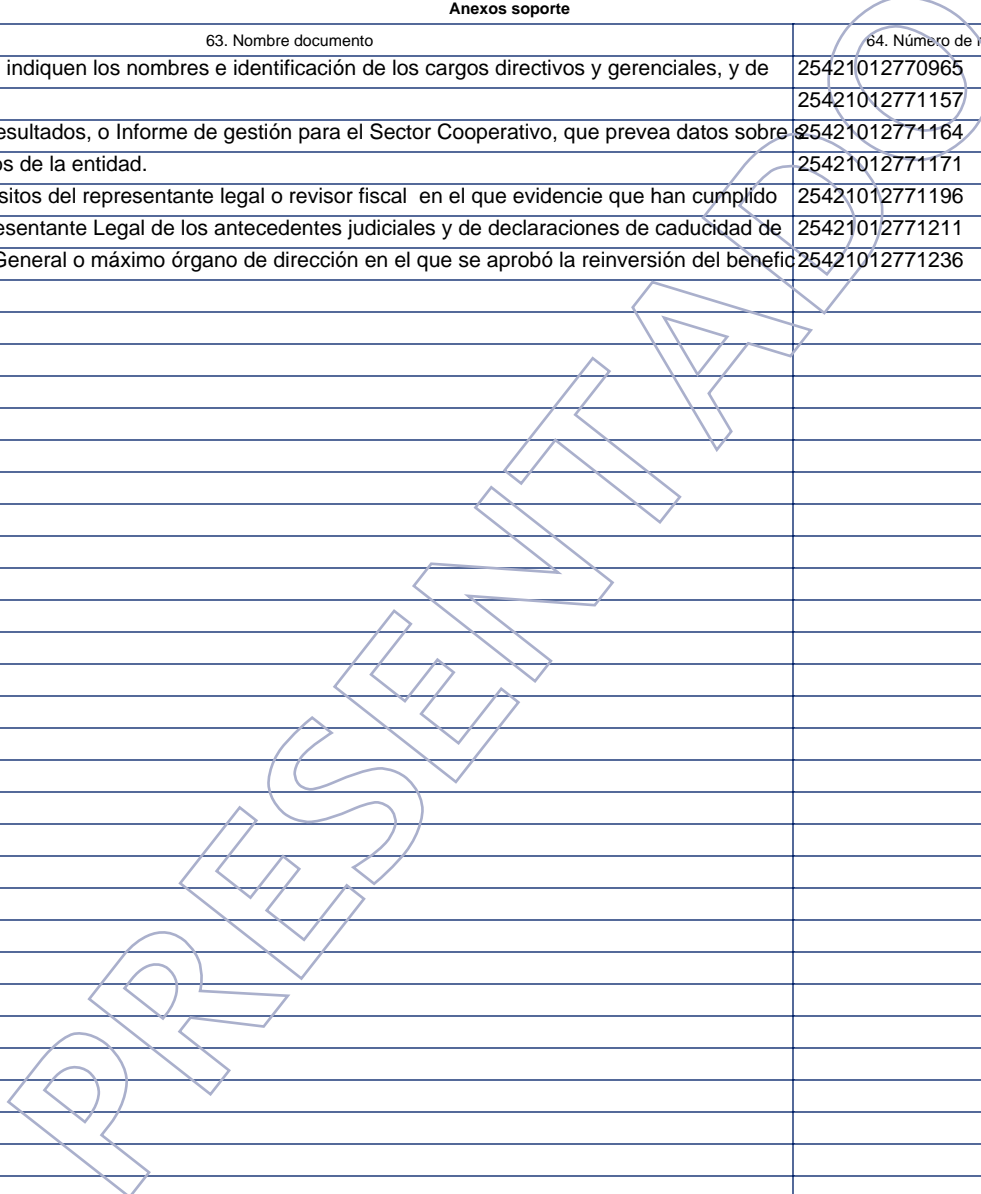 Anexos soporte
63. Nombre documento 64. Número de
indiquen los nombres e identificación de los cargos directivos y gerenciales, y de 25421012770965
25421012771157
esultados, o Informe de gestión para el Sector Cooperativo, que prevea datos sobre 25421012771164
os de la entidad. 25421012771171
sitos del representante legal o revisor fiscal en el que evidencie que han cumplido 25421012771196
esentante Legal de los antecedentes judiciales y de declaraciones de caducidad de 25421012771211
General o máximo órgano de dirección en el que se aprobó la reinversión del benefic 25421012771236
PRESENTADO